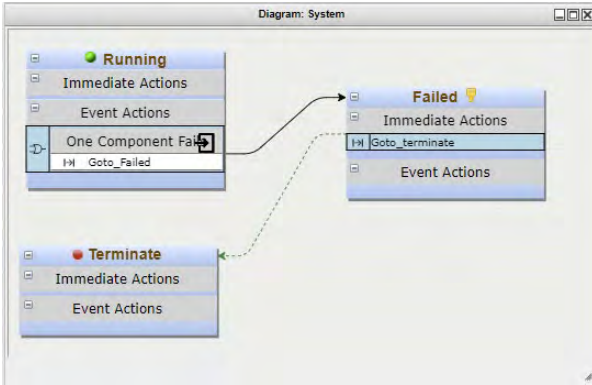 Diagram: System
Running
Immediate Actions
Event Actions
One Component Fail
Goto_Failed
Failed
Immediate Actions
Goto_terminate
Event Actions
Terminate
Immediate Actions
Event Actions